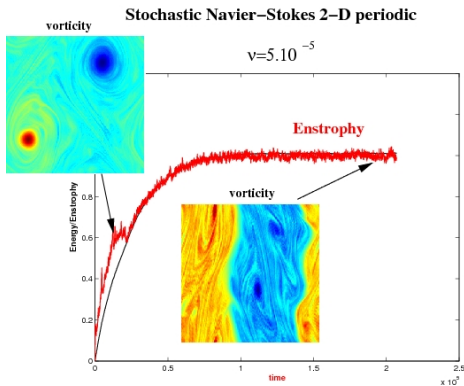 Stochastic Navier−Stokes 2−D periodic
vorticity
ν=5.10 −5
Enstrophy
vorticity
Energy/Enstrophy
0.8
0.6
0.4
0.2
0
0
0.5
1
1.5
2
2.5
time
x 10